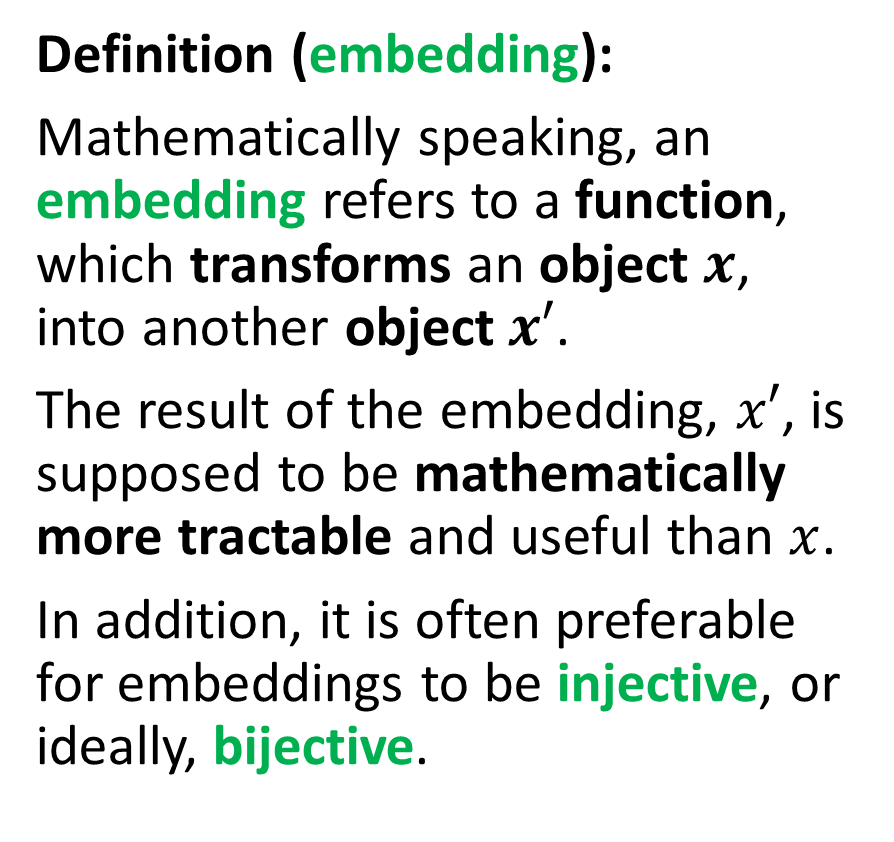 Definition (embedding):
Mathematically speaking, an
embedding refers to a function,
which transforms an object x,
into another object x′.
The result of the embedding, x′, is
supposed to be mathematically
more tractable and useful than x.
In addition, it is often preferable
for embeddings to be injective, or
ideally, bijective.